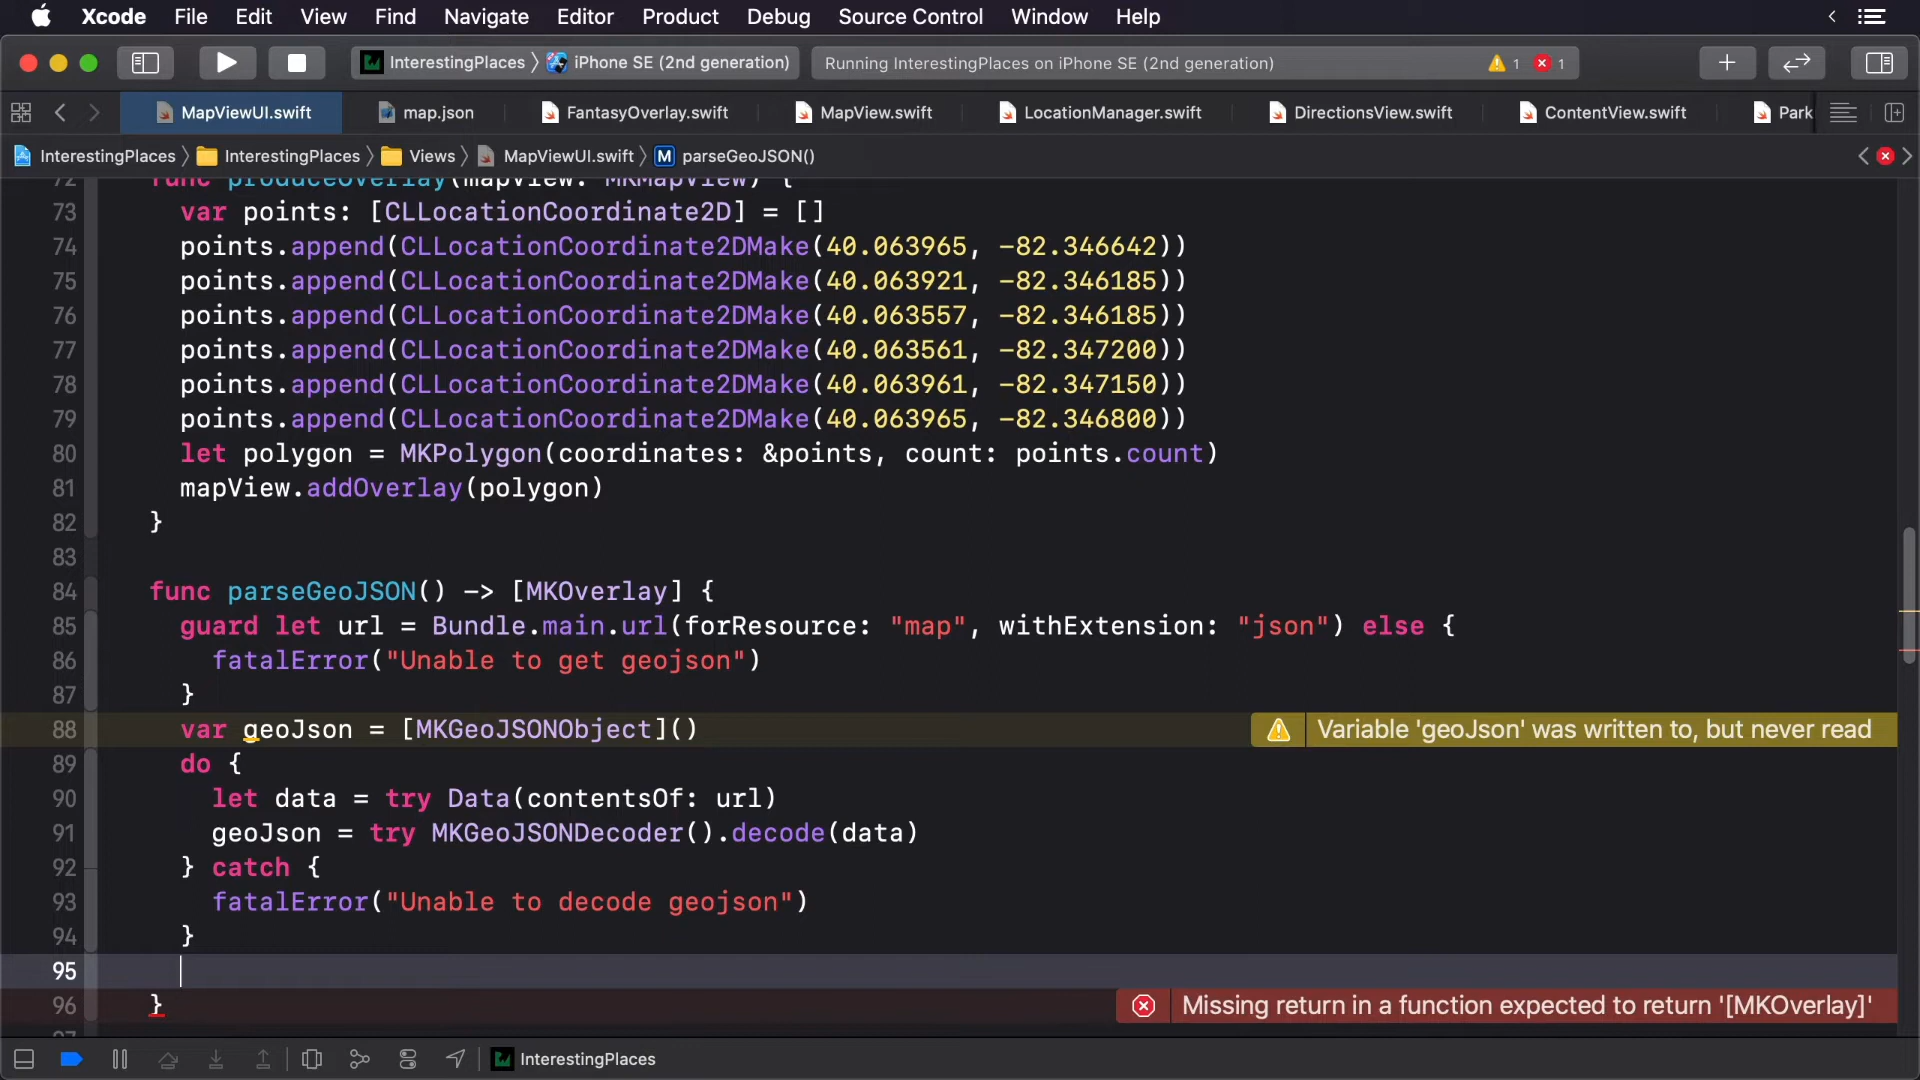 Xcode File Edit View Find Navigate Editor Product Debug Source Control Window Help
InterestingPlaces 〉 iPhone SE (2nd generation) Running InterestingPlaces on iPhone SE (2nd generation) 1 1
MapViewUI.swift map.json FantasyOverlay.swift MapView.swift LocationManager.swift DirectionsView.swift ContentView.swift Park
InterestingPlaces 〉 InterestingPlaces 〉 Views 〉 MapViewUI.swift 〉 M parseGeoJSON()
72 func produceOverlay(mapView: MKMapView) {
73 var points: [CLLocationCoordinate2D] = []
74 points.append(CLLocationCoordinate2DMake(40.063965, -82.346642))
75 points.append(CLLocationCoordinate2DMake(40.063921, -82.346185))
76 points.append(CLLocationCoordinate2DMake(40.063557, -82.346185))
77 points.append(CLLocationCoordinate2DMake(40.063561, -82.347200))
78 points.append(CLLocationCoordinate2DMake(40.063961, -82.347150))
79 points.append(CLLocationCoordinate2DMake(40.063965, -82.346800))
80 let polygon = MKPolygon(coordinates: &points, count: points.count)
81 mapView.addOverlay(polygon)
82 }
83
84 func parseGeoJSON() -> [MKOverlay] {
85 guard let url = Bundle.main.url(forResource: "map", withExtension: "json") else {
86 fatalError("Unable to get geojson")
87 }
88 var geoJson = [MKGeoJSONObject]() Variable 'geoJson' was written to, but never read
89 do {
90 let data = try Data(contentsOf: url)
91 geoJson = try MKGeoJSONDecoder().decode(data)
92 } catch {
93 fatalError("Unable to decode geojson")
94 }
95
96 } Missing return in a function expected to return '[MKOverlay]'
97
InterestingPlaces